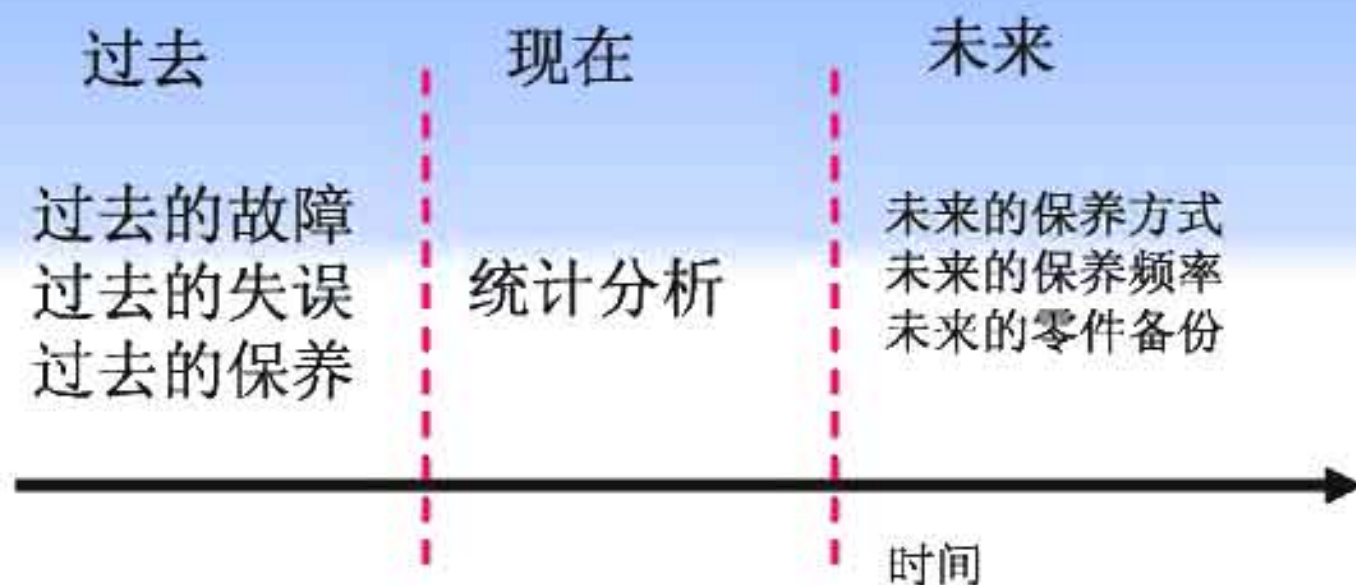 过去
现在
未来
过去的故障
过去的失误
过去的保养
统计分析
未来的保养方式
未来的保养频率
未来的零件备份
时间